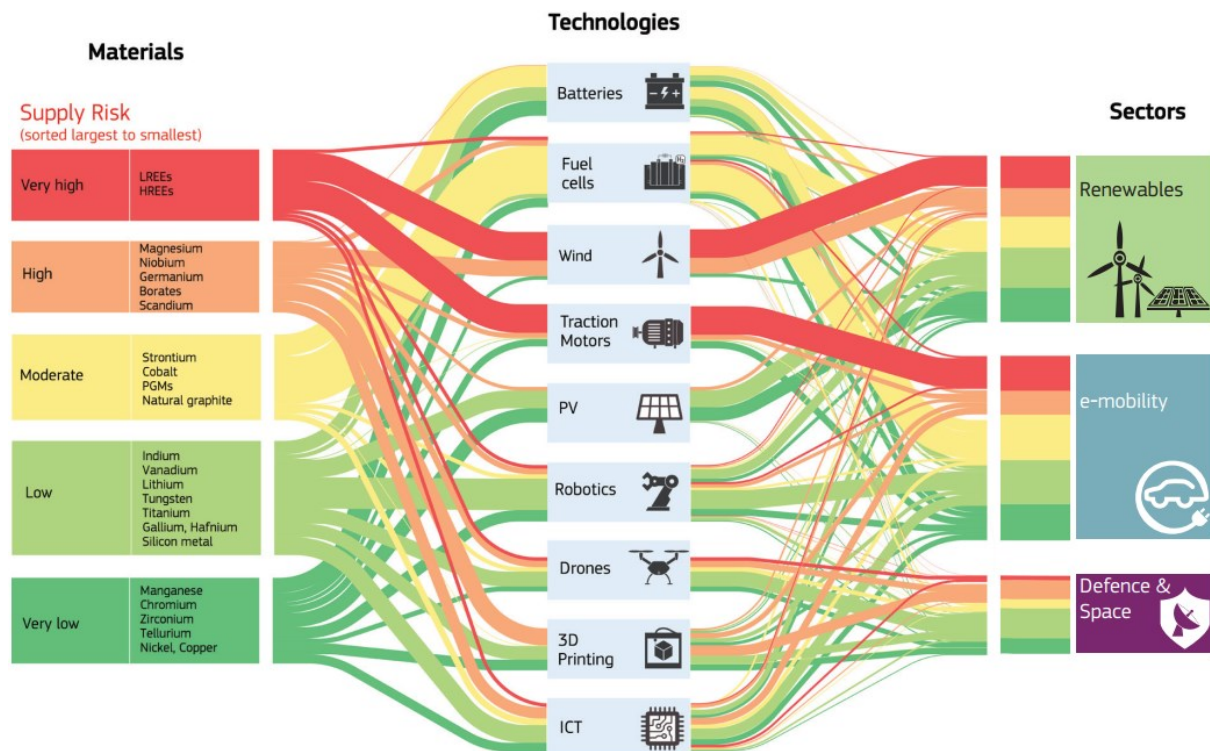 Technologies
Materials
Sectors
Supply Risk
(sorted largest to smallest)
Very high
LREEs
HREEs
High
Magnesium
Niobium
Germanium
Borates
Scandium
Moderate
Strontium
Cobalt
PGMs
Natural graphite
Low
Indium
Vanadium
Lithium
Tungsten
Titanium
Gallium, Hafnium
Silicon metal
Very low
Manganese
Chromium
Zirconium
Tellurium
Nickel, Copper
Batteries
Fuel
cells
H₂
Wind
Traction
Motors
PV
Robotics
Drones
3D
Printing
ICT
Renewables
e-mobility
Defence &
Space